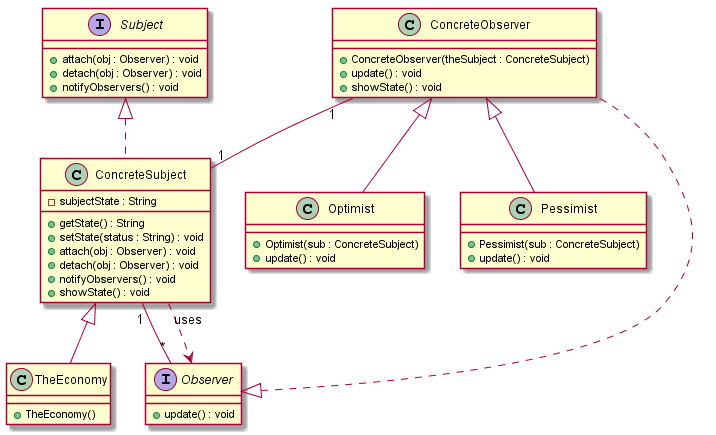 I Subject
attach(obj : Observer) : void
detach(obj : Observer) : void
notifyObservers() : void
C ConcreteObserver
ConcreteObserver(theSubject : ConcreteSubject)
update() : void
showState() : void
1
1
C ConcreteSubject
subjectState : String
getState() : String
setState(status : String) : void
attach(obj : Observer) : void
detach(obj : Observer) : void
notifyObservers() : void
showState() : void
C Optimist
Optimist(sub : ConcreteSubject)
update() : void
C Pessimist
Pessimist(sub : ConcreteSubject)
update() : void
1
uses
*
C TheEconomy
TheEconomy()
I Observer
update() : void